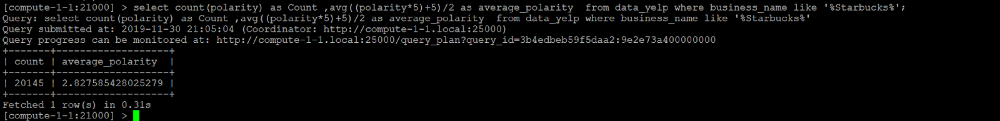 [compute-1-1:21000] > select count(polarity) as Count ,avg((polarity*5)+5)/2 as average_polarity  from data_yelp where business_name like '%Starbucks%';
Query: select count(polarity) as Count ,avg((polarity*5)+5)/2 as average_polarity  from data_yelp where business_name like '%Starbucks%'
Query submitted at: 2019-11-30 21:05:04 (Coordinator: http://compute-1-1.local:25000)
Query progress can be monitored at: http://compute-1-1.local:25000/query_plan?query_id=3b4edbeb59f5daa2:9e2e73a400000000
+-------+-------------------+
| count | average_polarity  |
+-------+-------------------+
| 20145 | 2.827585428025279 |
+-------+-------------------+
Fetched 1 row(s) in 0.31s
[compute-1-1:21000] >